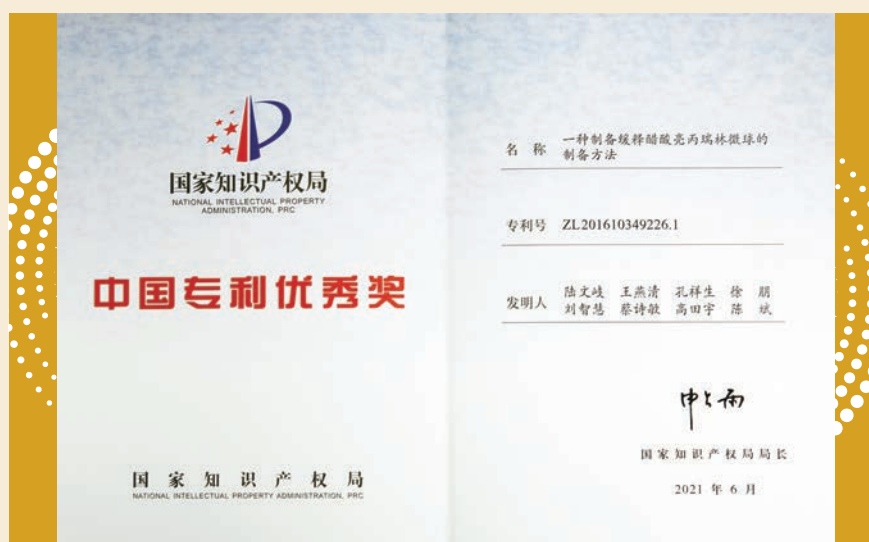 国家知识产权局
NATIONAL INTELLECTUAL PROPERTY
ADMINISTRATION, PRC
中国专利优秀奖
国家知识产权局
NATIONAL INTELLECTUAL PROPERTY ADMINISTRATION, PRC
名 称 一种制备缓释醋酸亮丙瑞林微球的
制备方法
专利号 ZL201610349226.1
发明人 陆文岐 王燕清 孔祥生 徐 朋
刘智慧 蔡诗敏 高田宇 陈 斌
申长雨
国家知识产权局局长
2021 年 6 月